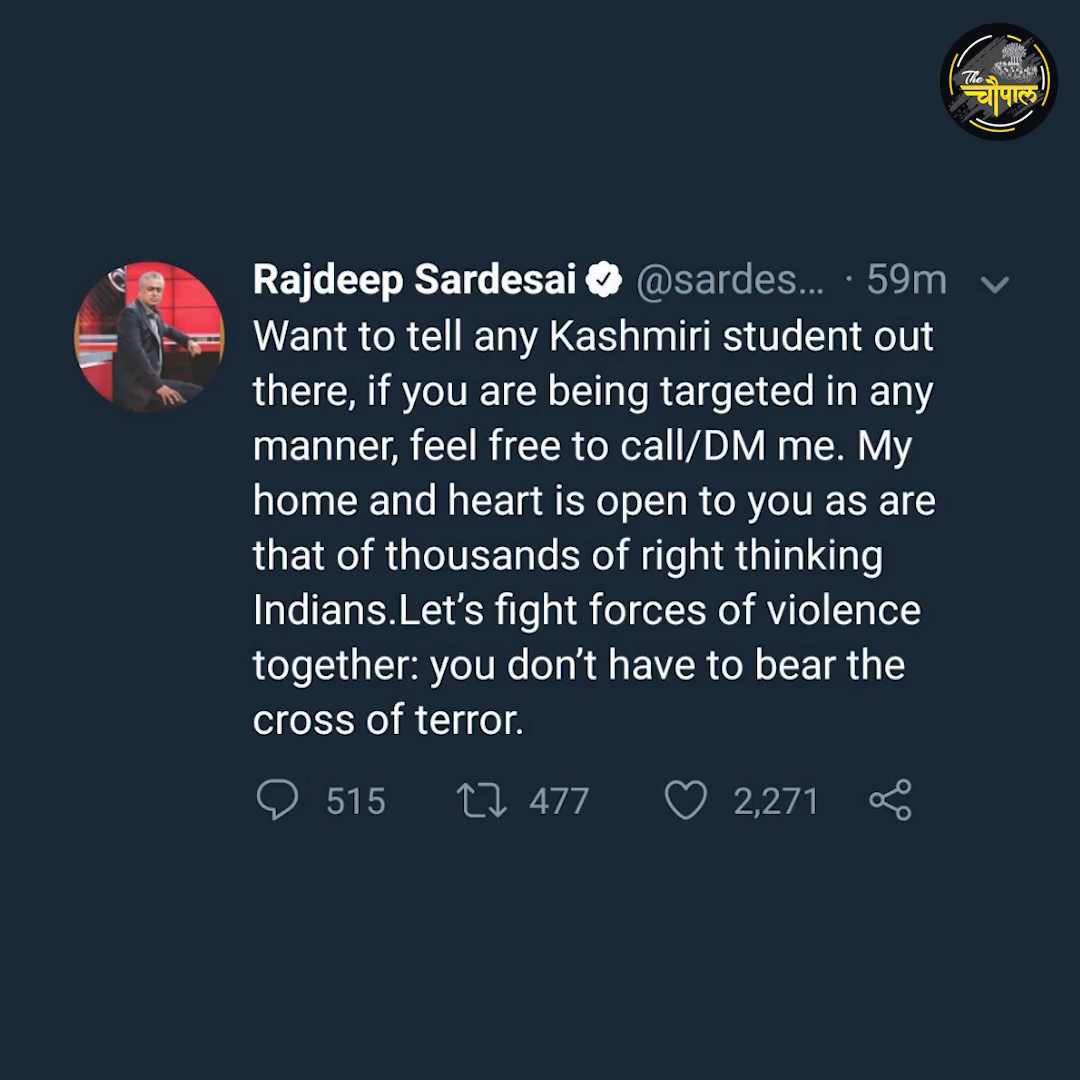 The
चौपाल
Rajdeep Sardesai @sardes... · 59m
Want to tell any Kashmiri student out
there, if you are being targeted in any
manner, feel free to call/DM me. My
home and heart is open to you as are
that of thousands of right thinking
Indians.Let’s fight forces of violence
together: you don’t have to bear the
cross of terror.
515 477 2,271